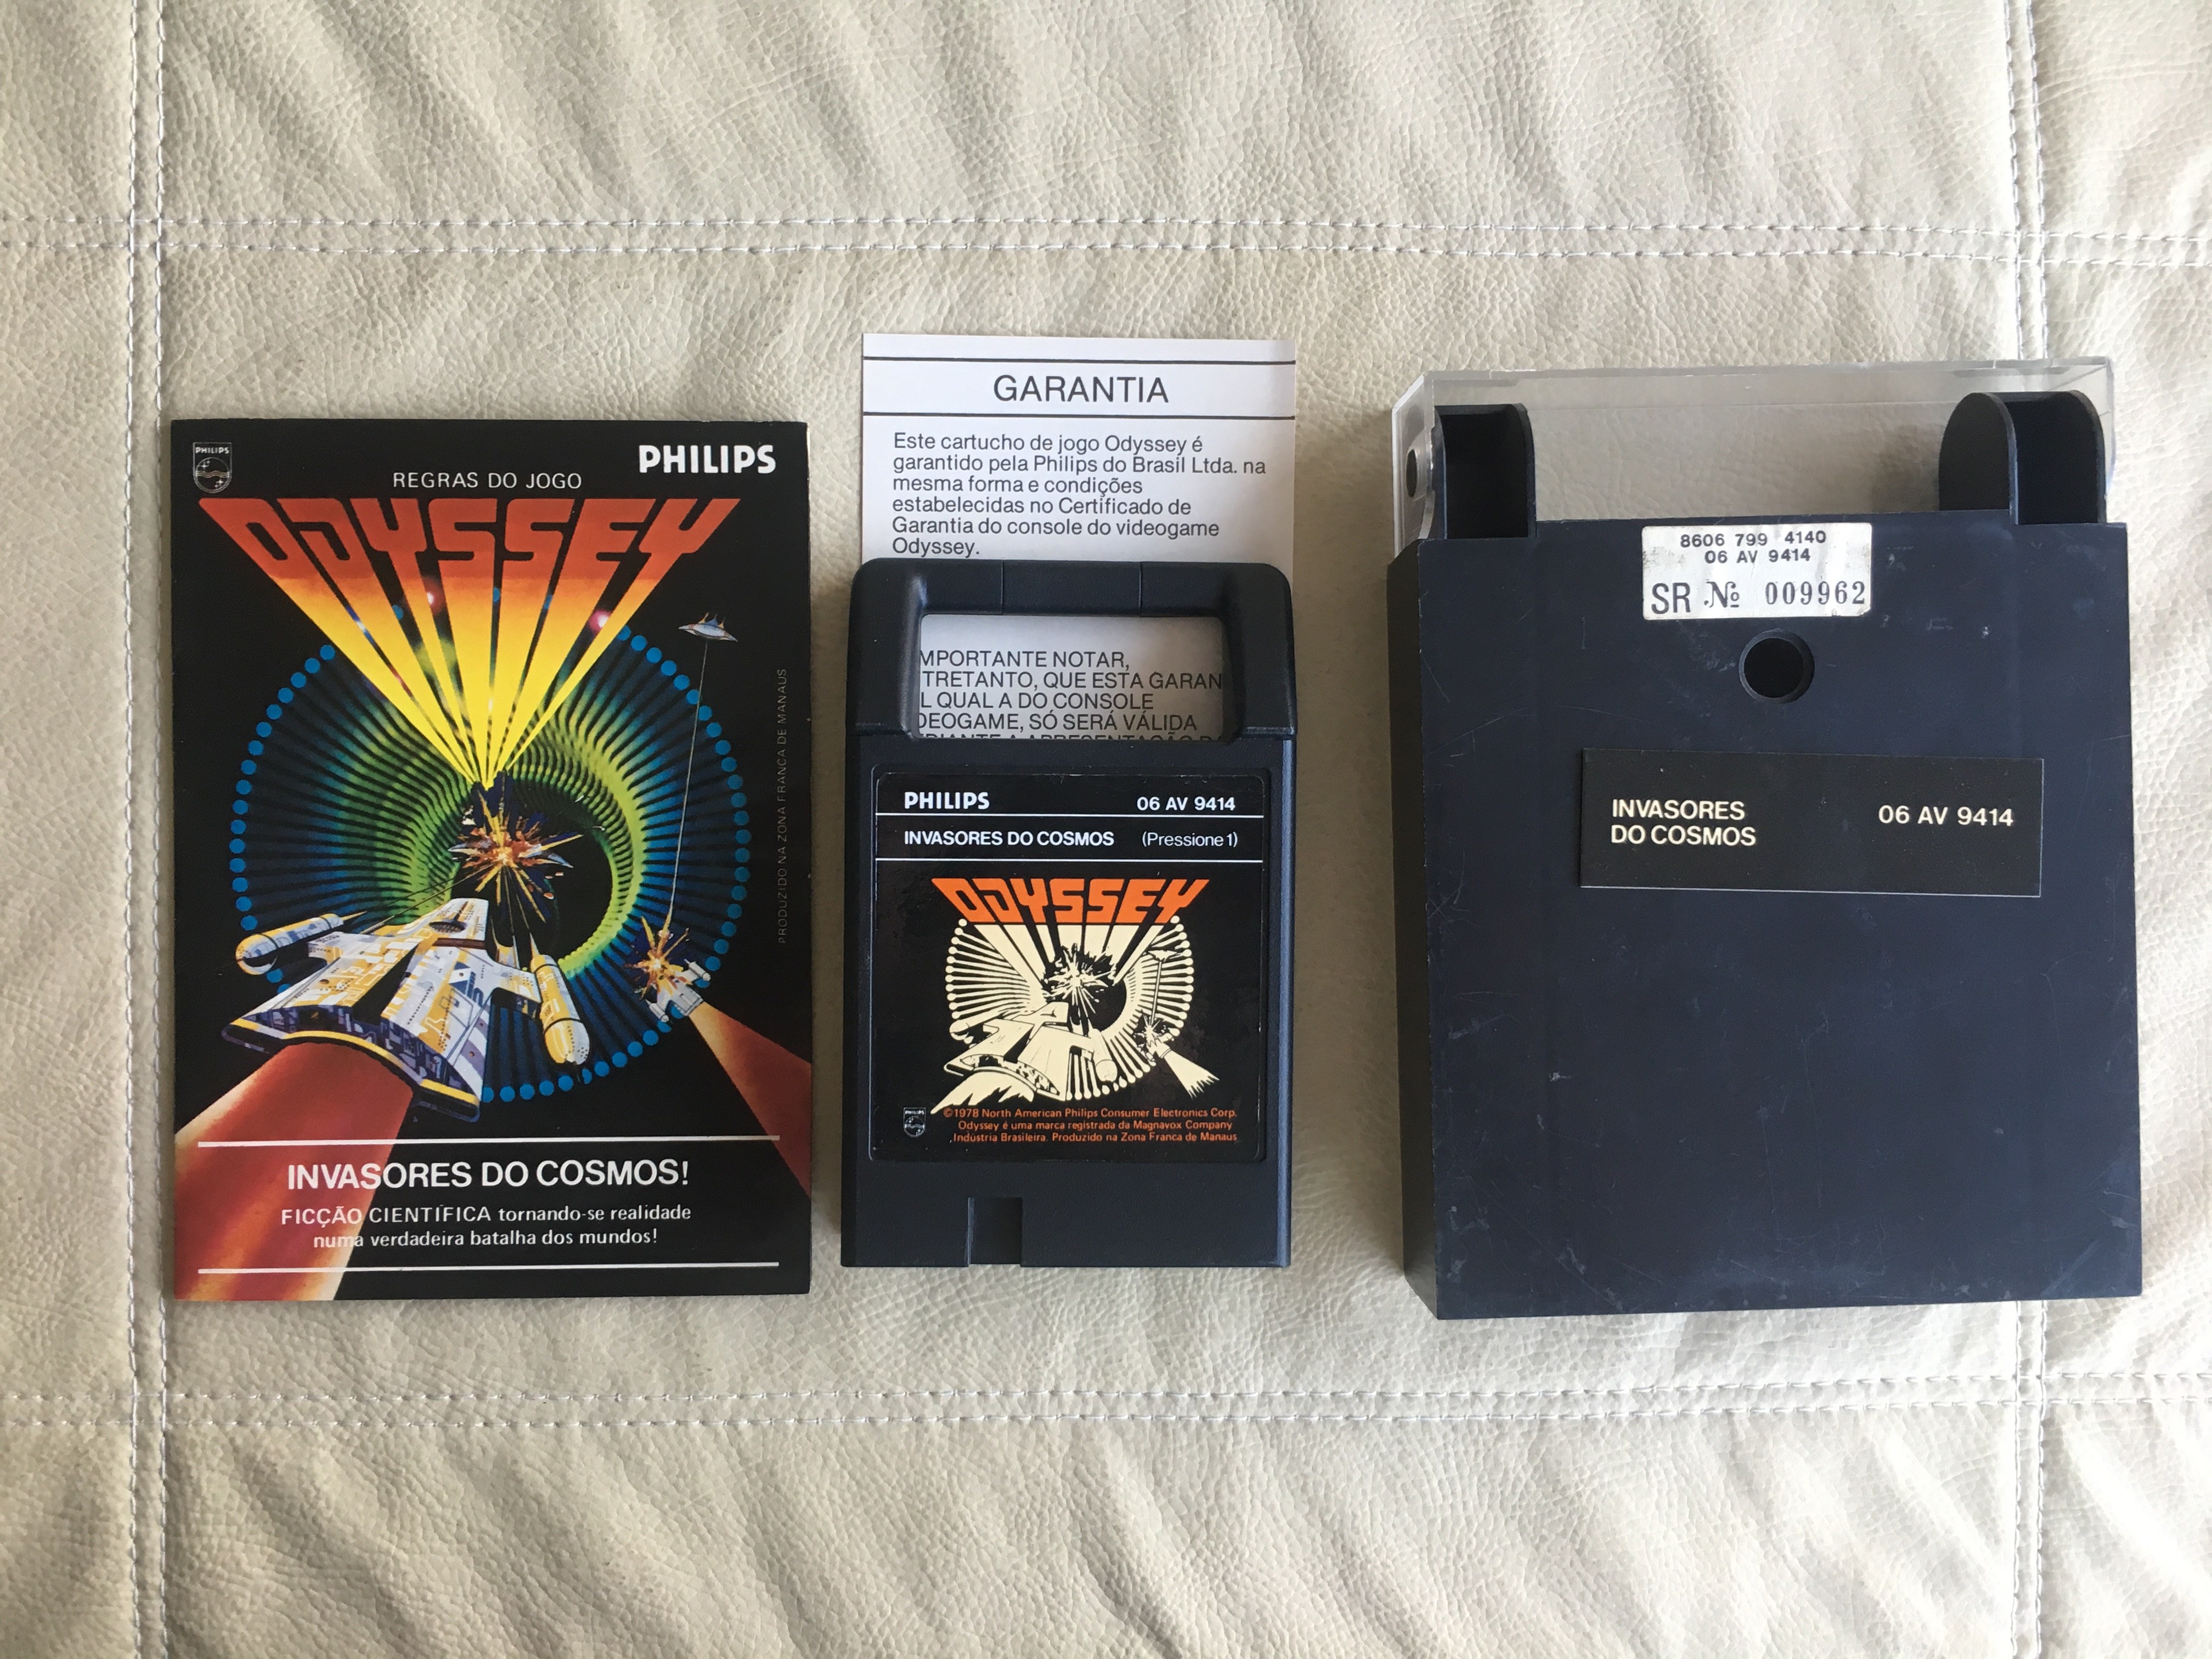 PHILIPS
PHILIPS
REGRAS DO JOGO
ODYSSEY
PRODUZIDO NA ZONA FRANCA DE MANAUS
INVASORES DO COSMOS!
FICÇÃO CIENTÍFICA tornando-se realidade
numa verdadeira batalha dos mundos!
GARANTIA
Este cartucho de jogo Odyssey é
garantido pela Philips do Brasil Ltda. na
mesma forma e condições
estabelecidas no Certificado de
Garantia do console do videogame
Odyssey.
MPORTANTE NOTAR,
TRETANTO, QUE ESTA GARAN
L QUAL A DO CONSOLE
DEOGAME, SÓ SERÁ VÁLIDA
PHILIPS 06 AV 9414
INVASORES DO COSMOS (Pressione 1)
ODYSSEY
PHILIPS
©1978 North American Philips Consumer Electronics Corp.
Odyssey é uma marca registrada da Magnavox Company
Indústria Brasileira. Produzido na Zona Franca de Manaus
8606 799 4140
06 AV 9414
SR № 009962
INVASORES
DO COSMOS
06 AV 9414